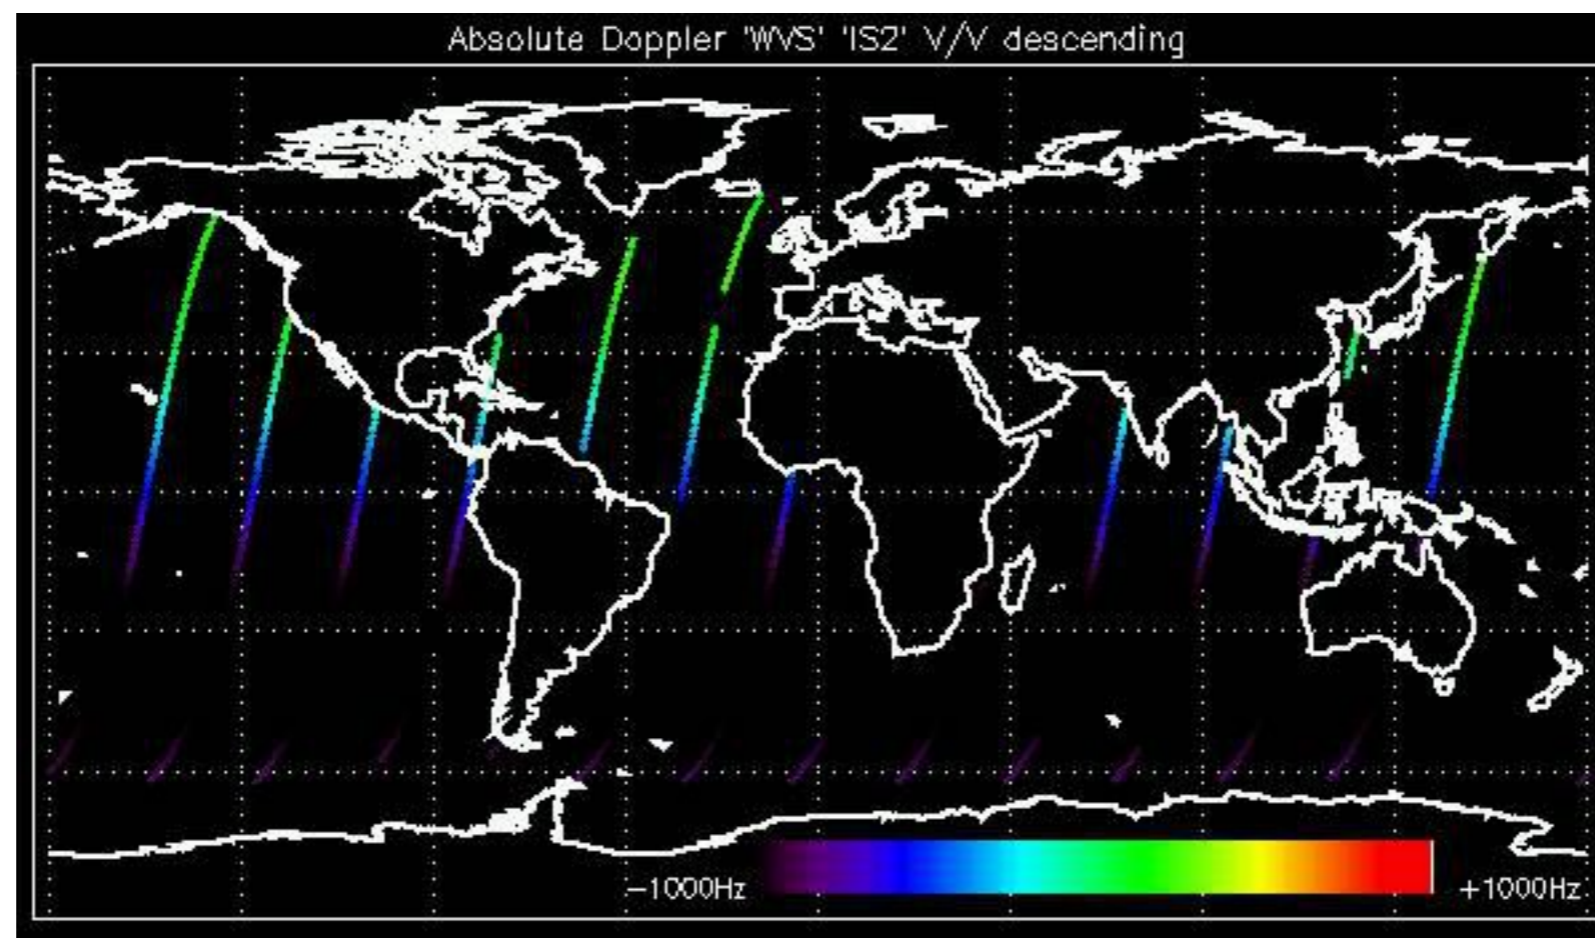 Absolute Doppler 'WVS' 'IS2' V/V descending
−1000Hz +1000Hz